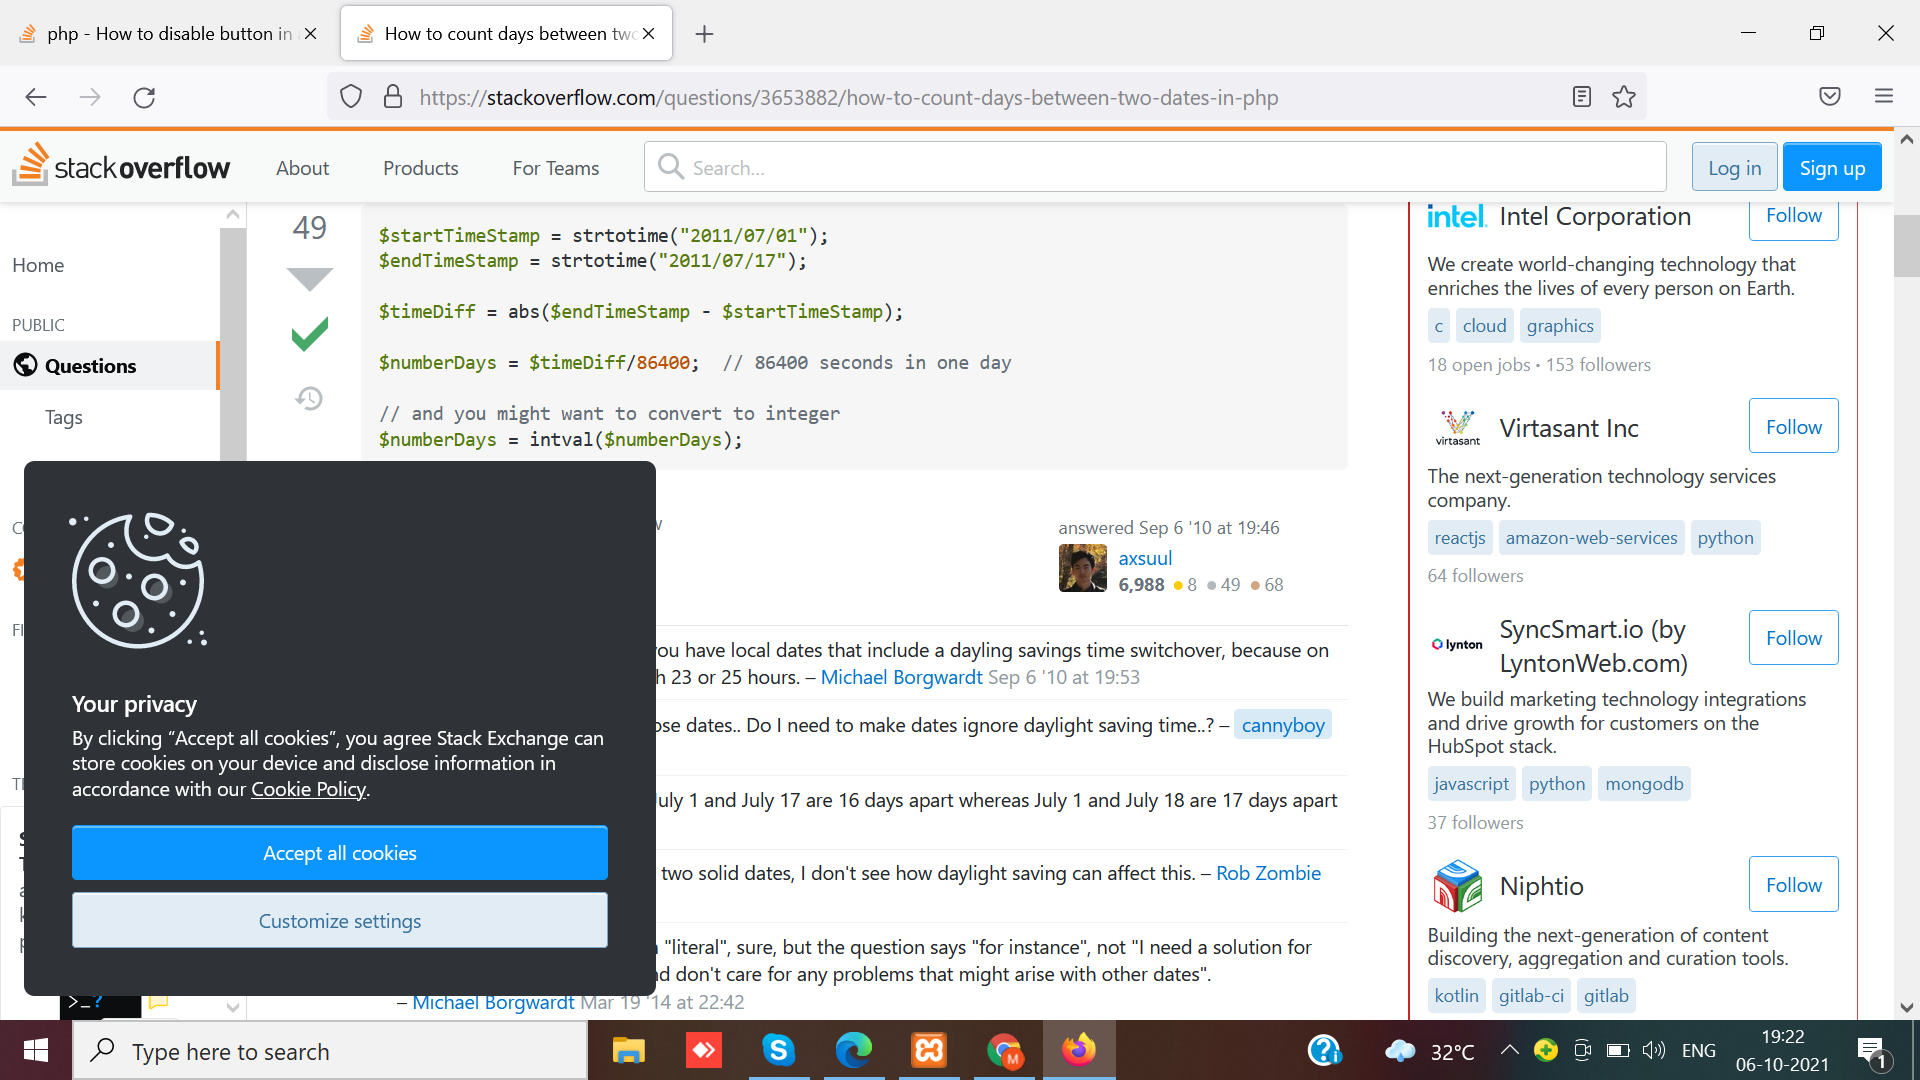 php - How to disable button in
How to count days between two
https://stackoverflow.com/questions/3653882/how-to-count-days-between-two-dates-in-php
stackoverflow
About
Products
For Teams
Search...
Log in
Sign up
Home
PUBLIC
Questions
Tags
49
$startTimeStamp = strtotime("2011/07/01");
$endTimeStamp = strtotime("2011/07/17");
$timeDiff = abs($endTimeStamp - $startTimeStamp);
$numberDays = $timeDiff/86400;  // 86400 seconds in one day
// and you might want to convert to integer
$numberDays = intval($numberDays);
answered Sep 6 '10 at 19:46
axsuul
6,988 8 49 68
you have local dates that include a dayling savings time switchover, because on
h 23 or 25 hours. – Michael Borgwardt Sep 6 '10 at 19:53
ose dates.. Do I need to make dates ignore daylight saving time..? – cannyboy
July 1 and July 17 are 16 days apart whereas July 1 and July 18 are 17 days apart
two solid dates, I don't see how daylight saving can affect this. – Rob Zombie
"literal", sure, but the question says "for instance", not "I need a solution for
nd don't care for any problems that might arise with other dates".
– Michael Borgwardt Mar 19 '14 at 22:42
Your privacy
By clicking “Accept all cookies”, you agree Stack Exchange can
store cookies on your device and disclose information in
accordance with our Cookie Policy.
Accept all cookies
Customize settings
>_?
intel. Intel Corporation
Follow
We create world-changing technology that
enriches the lives of every person on Earth.
c cloud graphics
18 open jobs • 153 followers
virtasant Virtasant Inc
Follow
The next-generation technology services
company.
reactjs amazon-web-services python
64 followers
lynton SyncSmart.io (by
LyntonWeb.com)
Follow
We build marketing technology integrations
and drive growth for customers on the
HubSpot stack.
javascript python mongodb
37 followers
Niphtio
Follow
Building the next-generation of content
discovery, aggregation and curation tools.
kotlin gitlab-ci gitlab
Type here to search
M
32°C
ENG
19:22
06-10-2021
1